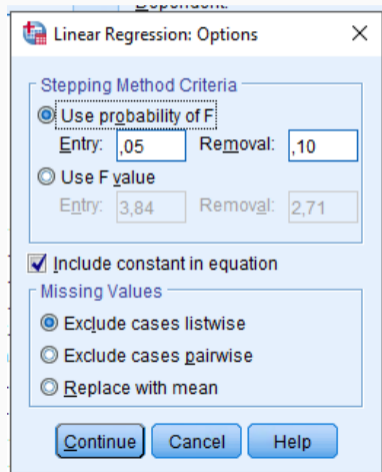 Dependent:
Linear Regression: Options
Stepping Method Criteria
Use probability of F
Entry: ,05 Removal: ,10
Use F value
Entry: 3,84 Removal: 2,71
Include constant in equation
Missing Values
Exclude cases listwise
Exclude cases pairwise
Replace with mean
Continue Cancel Help